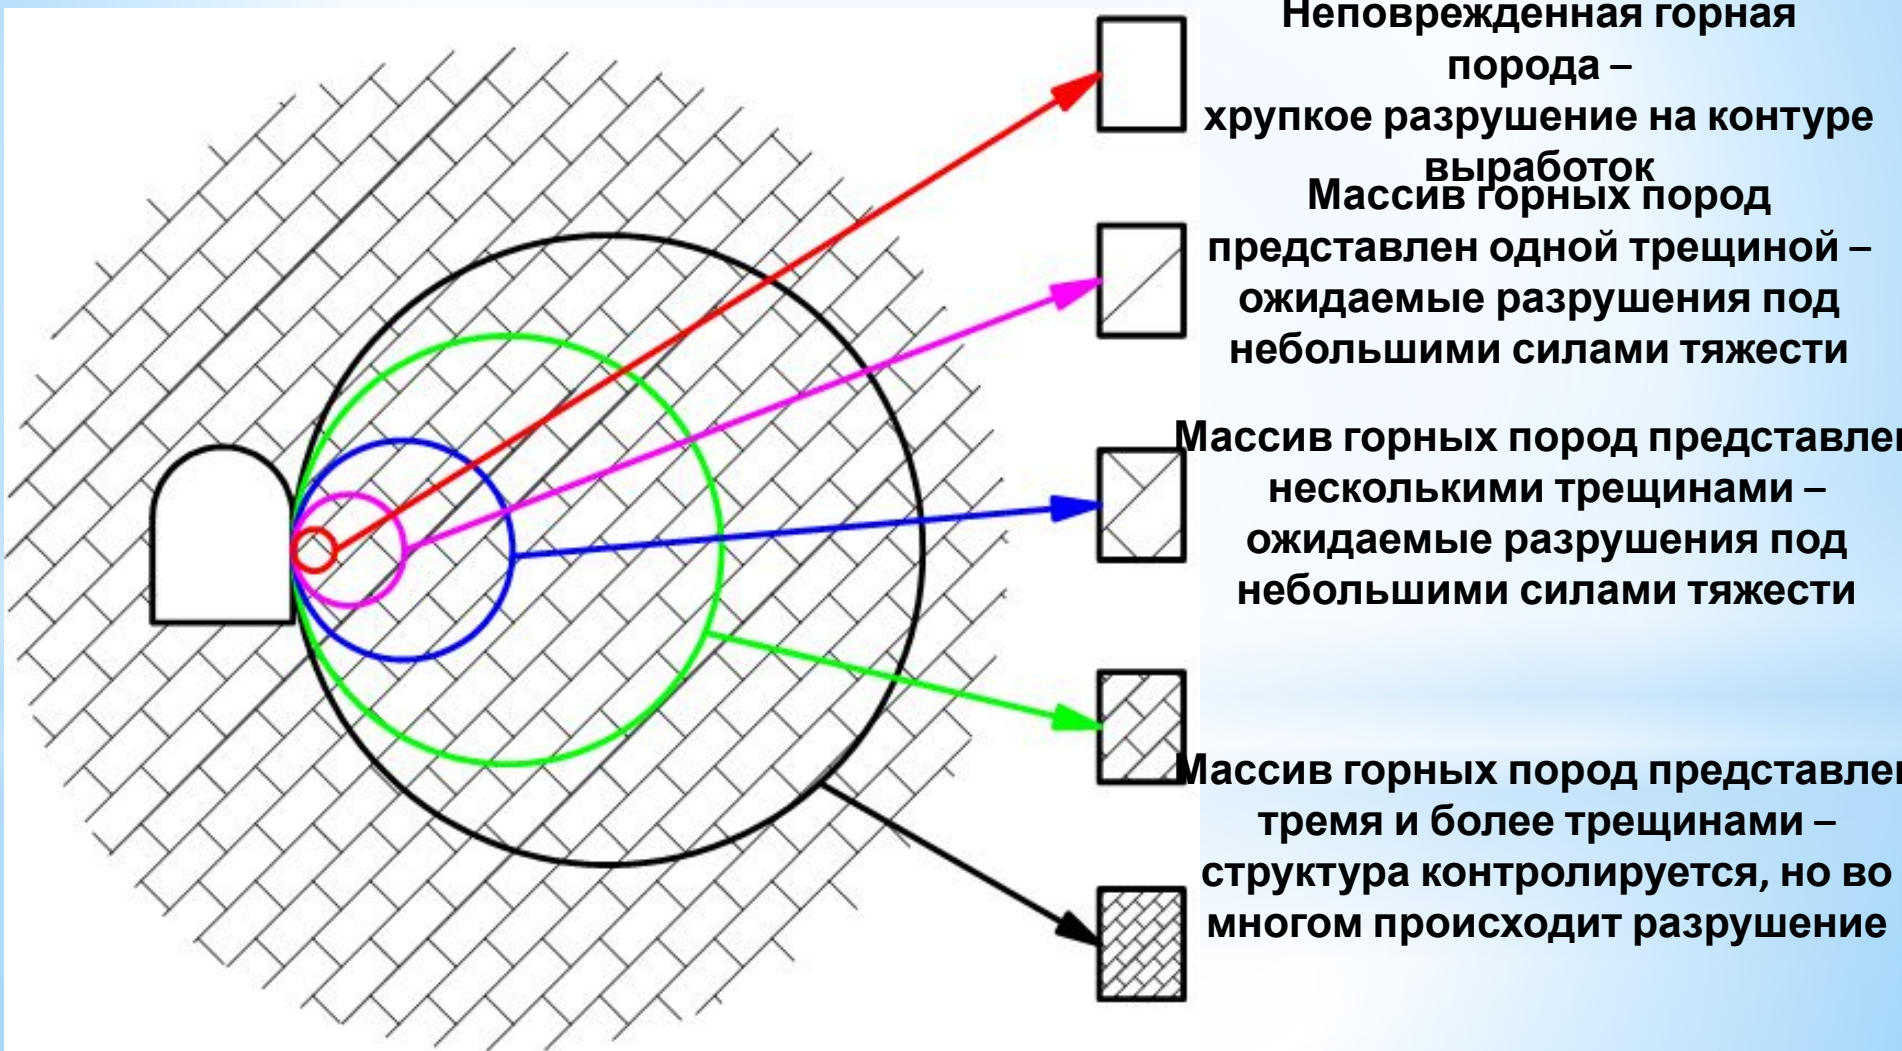 Неповрежденная горная
порода –
хрупкое разрушение на контуре
выработок
Массив горных пород
представлен одной трещиной –
ожидаемые разрушения под
небольшими силами тяжести
Массив горных пород представлен
несколькими трещинами –
ожидаемые разрушения под
небольшими силами тяжести
Массив горных пород представлен
тремя и более трещинами –
структура контролируется, но во
многом происходит разрушение